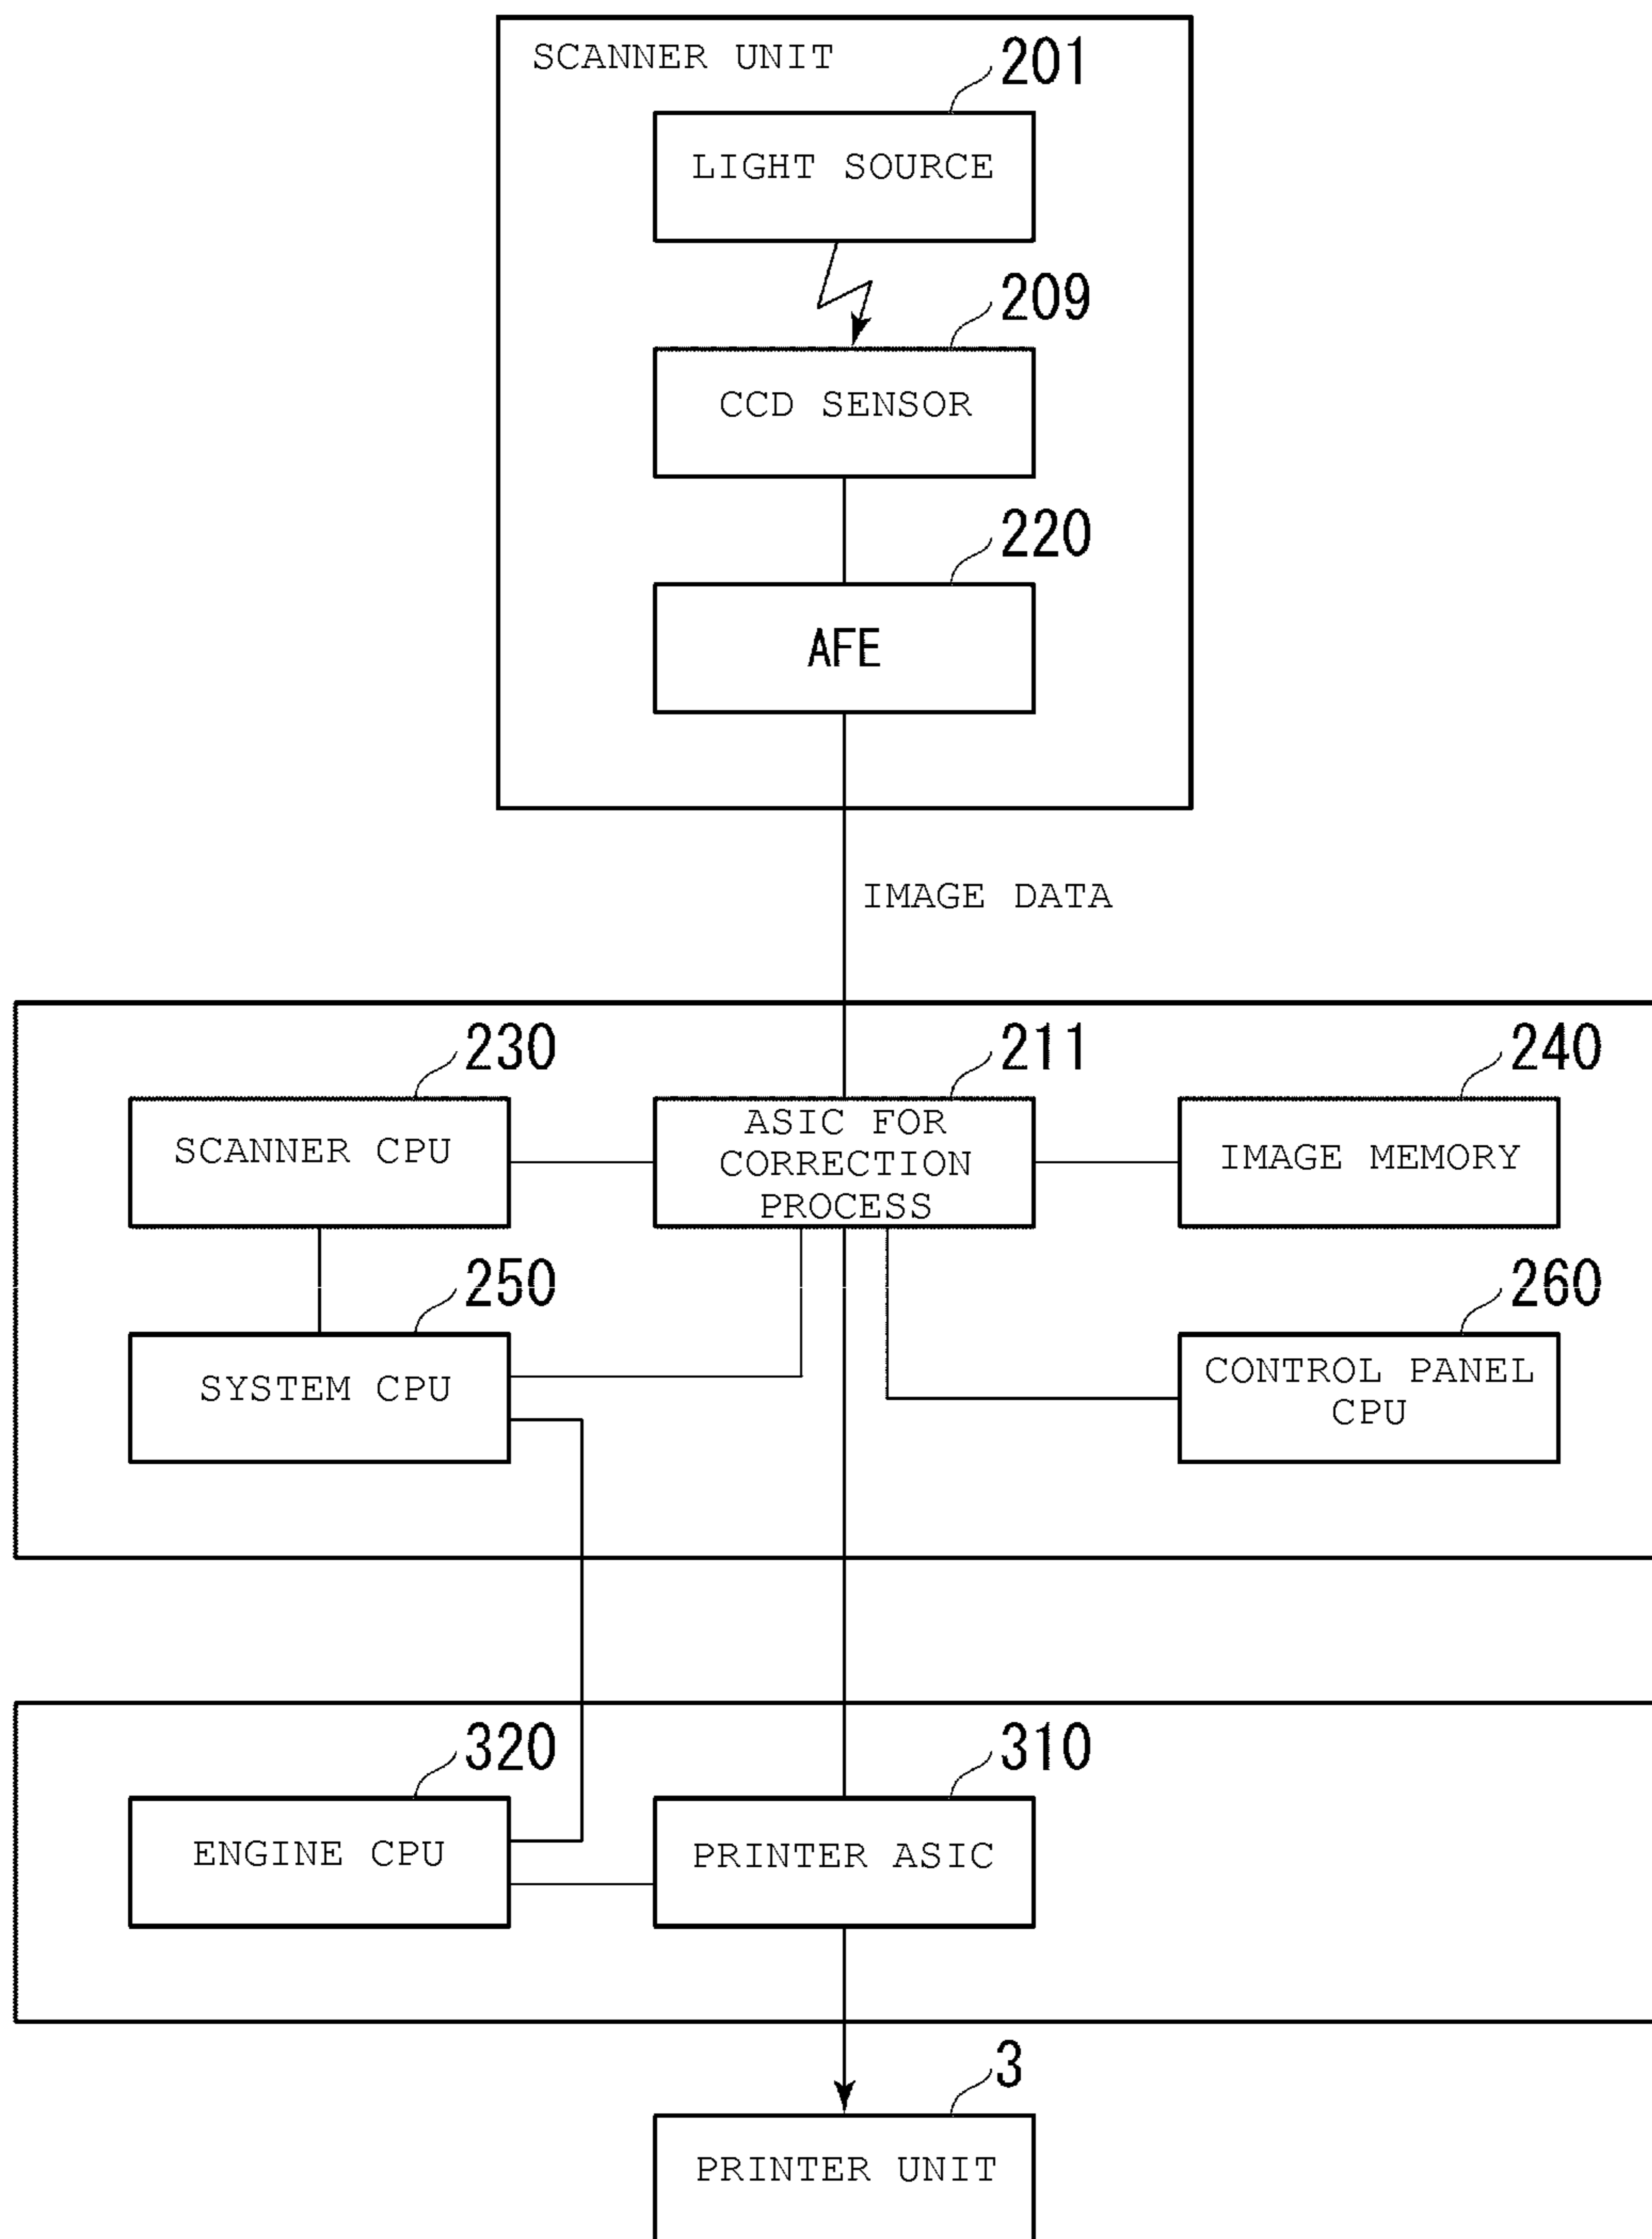 SCANNER UNIT
201
LIGHT SOURCE
209
CCD SENSOR
220
AFE
IMAGE DATA
230
211
240
SCANNER CPU
ASIC FOR
CORRECTION
PROCESS
IMAGE MEMORY
250
260
SYSTEM CPU
CONTROL PANEL
CPU
320
310
ENGINE CPU
PRINTER ASIC
3
PRINTER UNIT